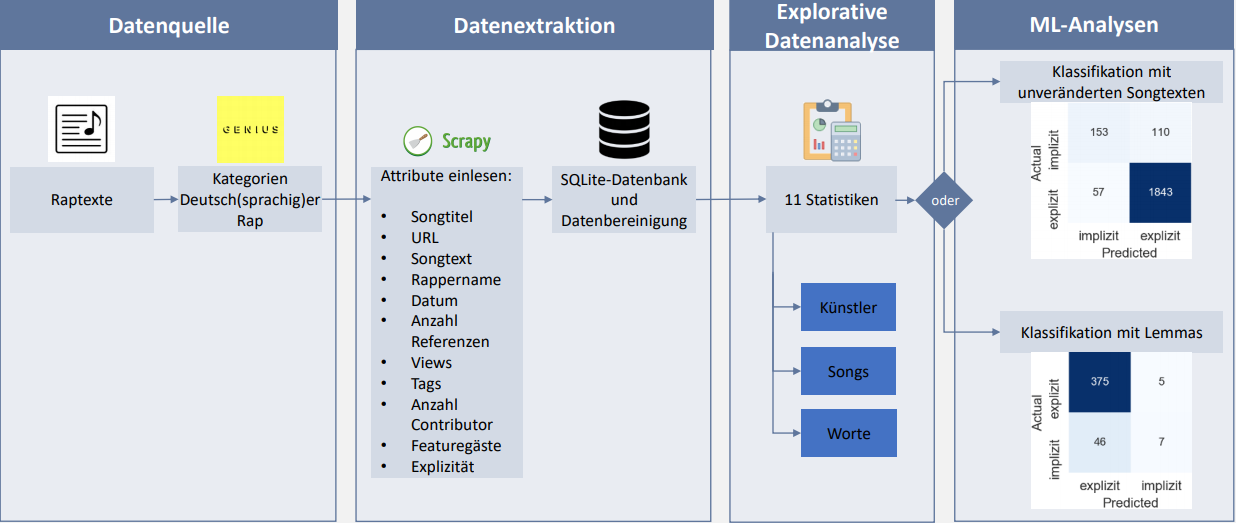 Datenquelle
Raptexte
GENIUS
Kategorien
Deutsch(sprachig)er
Rap
Datenextraktion
Scrapy
Attribute einlesen:
• Songtitel
• URL
• Songtext
• Rappername
• Datum
• Anzahl
Referenzen
• Views
• Tags
• Anzahl
Contributor
• Featuregäste
• Explizität
SQLite-Datenbank
und
Datenbereinigung
Explorative
Datenanalyse
11 Statistiken
Künstler
Songs
Worte
oder
ML-Analysen
Klassifikation mit
unveränderten Songtexten
Actual
implizit
153 110
explizit
57 1843
implizit explizit
Predicted
Klassifikation mit Lemmas
Actual
explizit
375 5
implizit
46 7
explizit implizit
Predicted